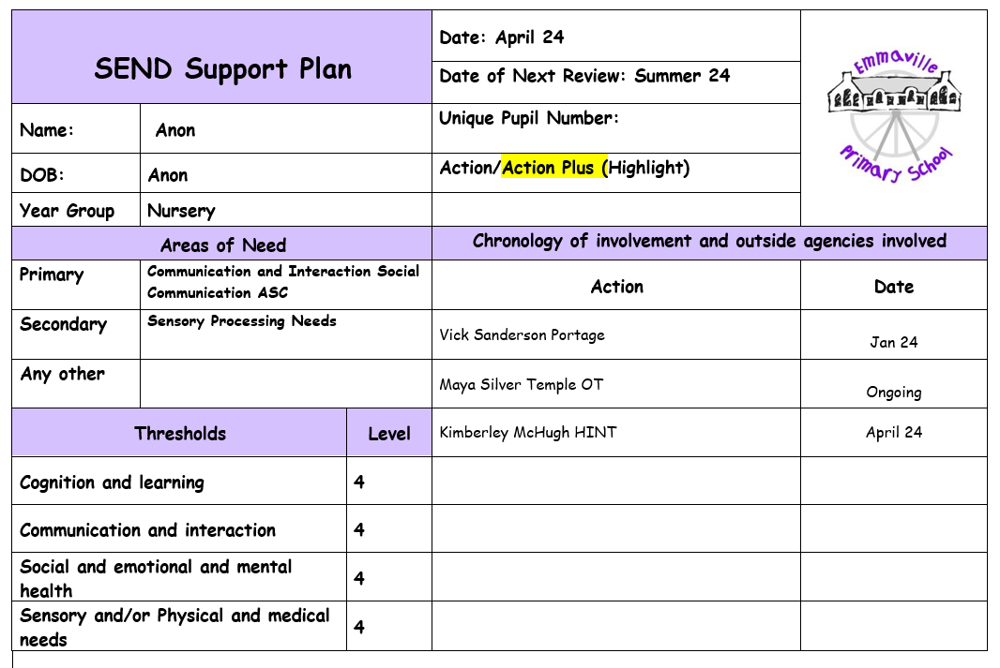 SEND Support Plan
Date: April 24
Date of Next Review: Summer 24
Emmaville
Primary School
Name:
Anon
Unique Pupil Number:
DOB:
Anon
Action/Action Plus (Highlight)
Year Group
Nursery
Areas of Need
Chronology of involvement and outside agencies involved
Primary
Communication and Interaction Social
Communication ASC
Action
Date
Secondary
Sensory Processing Needs
Vick Sanderson Portage
Jan 24
Any other
Maya Silver Temple OT
Ongoing
Thresholds
Level
Kimberley McHugh HINT
April 24
Cognition and learning
4
Communication and interaction
4
Social and emotional and mental
health
4
Sensory and/or Physical and medical
needs
4